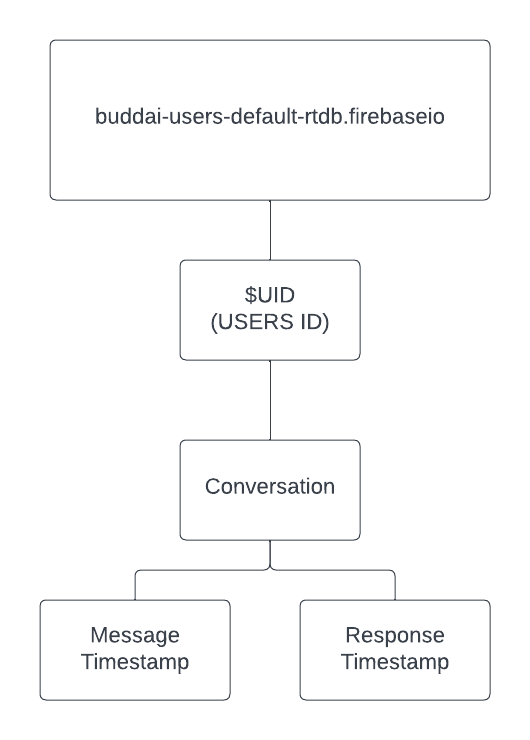 buddai-users-default-rtdb.firebaseio
$UID
(USERS ID)
Conversation
Message
Timestamp
Response
Timestamp